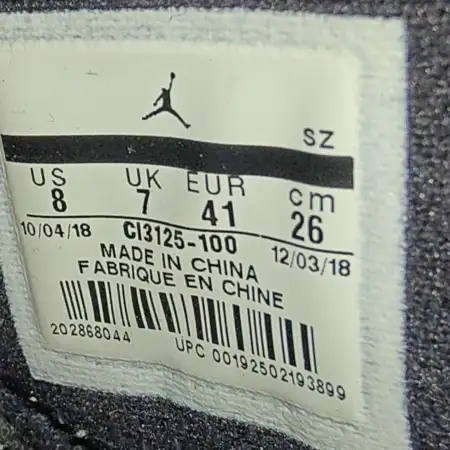 SZ
US UK EUR cm
8 7 41 26
10/04/18 CI3125-100 12/03/18
MADE IN CHINA
FABRIQUE EN CHINE
202868044 UPC 00192502193899